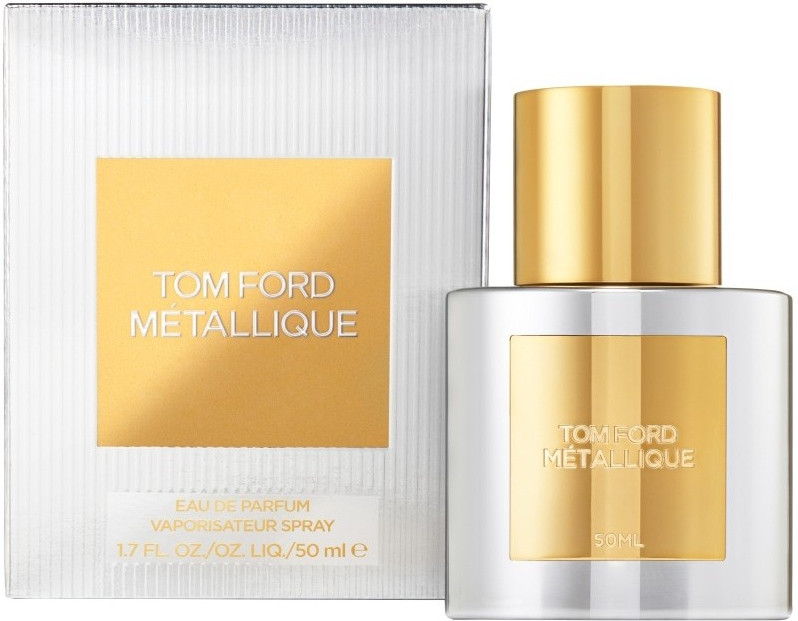 TOM FORD
MÉTALLIQUE
EAU DE PARFUM
VAPORISATEUR SPRAY
1.7 FL. OZ./OZ. LIQ./50 ml ℮
TOM FORD
MÉTALLIQUE
50ML